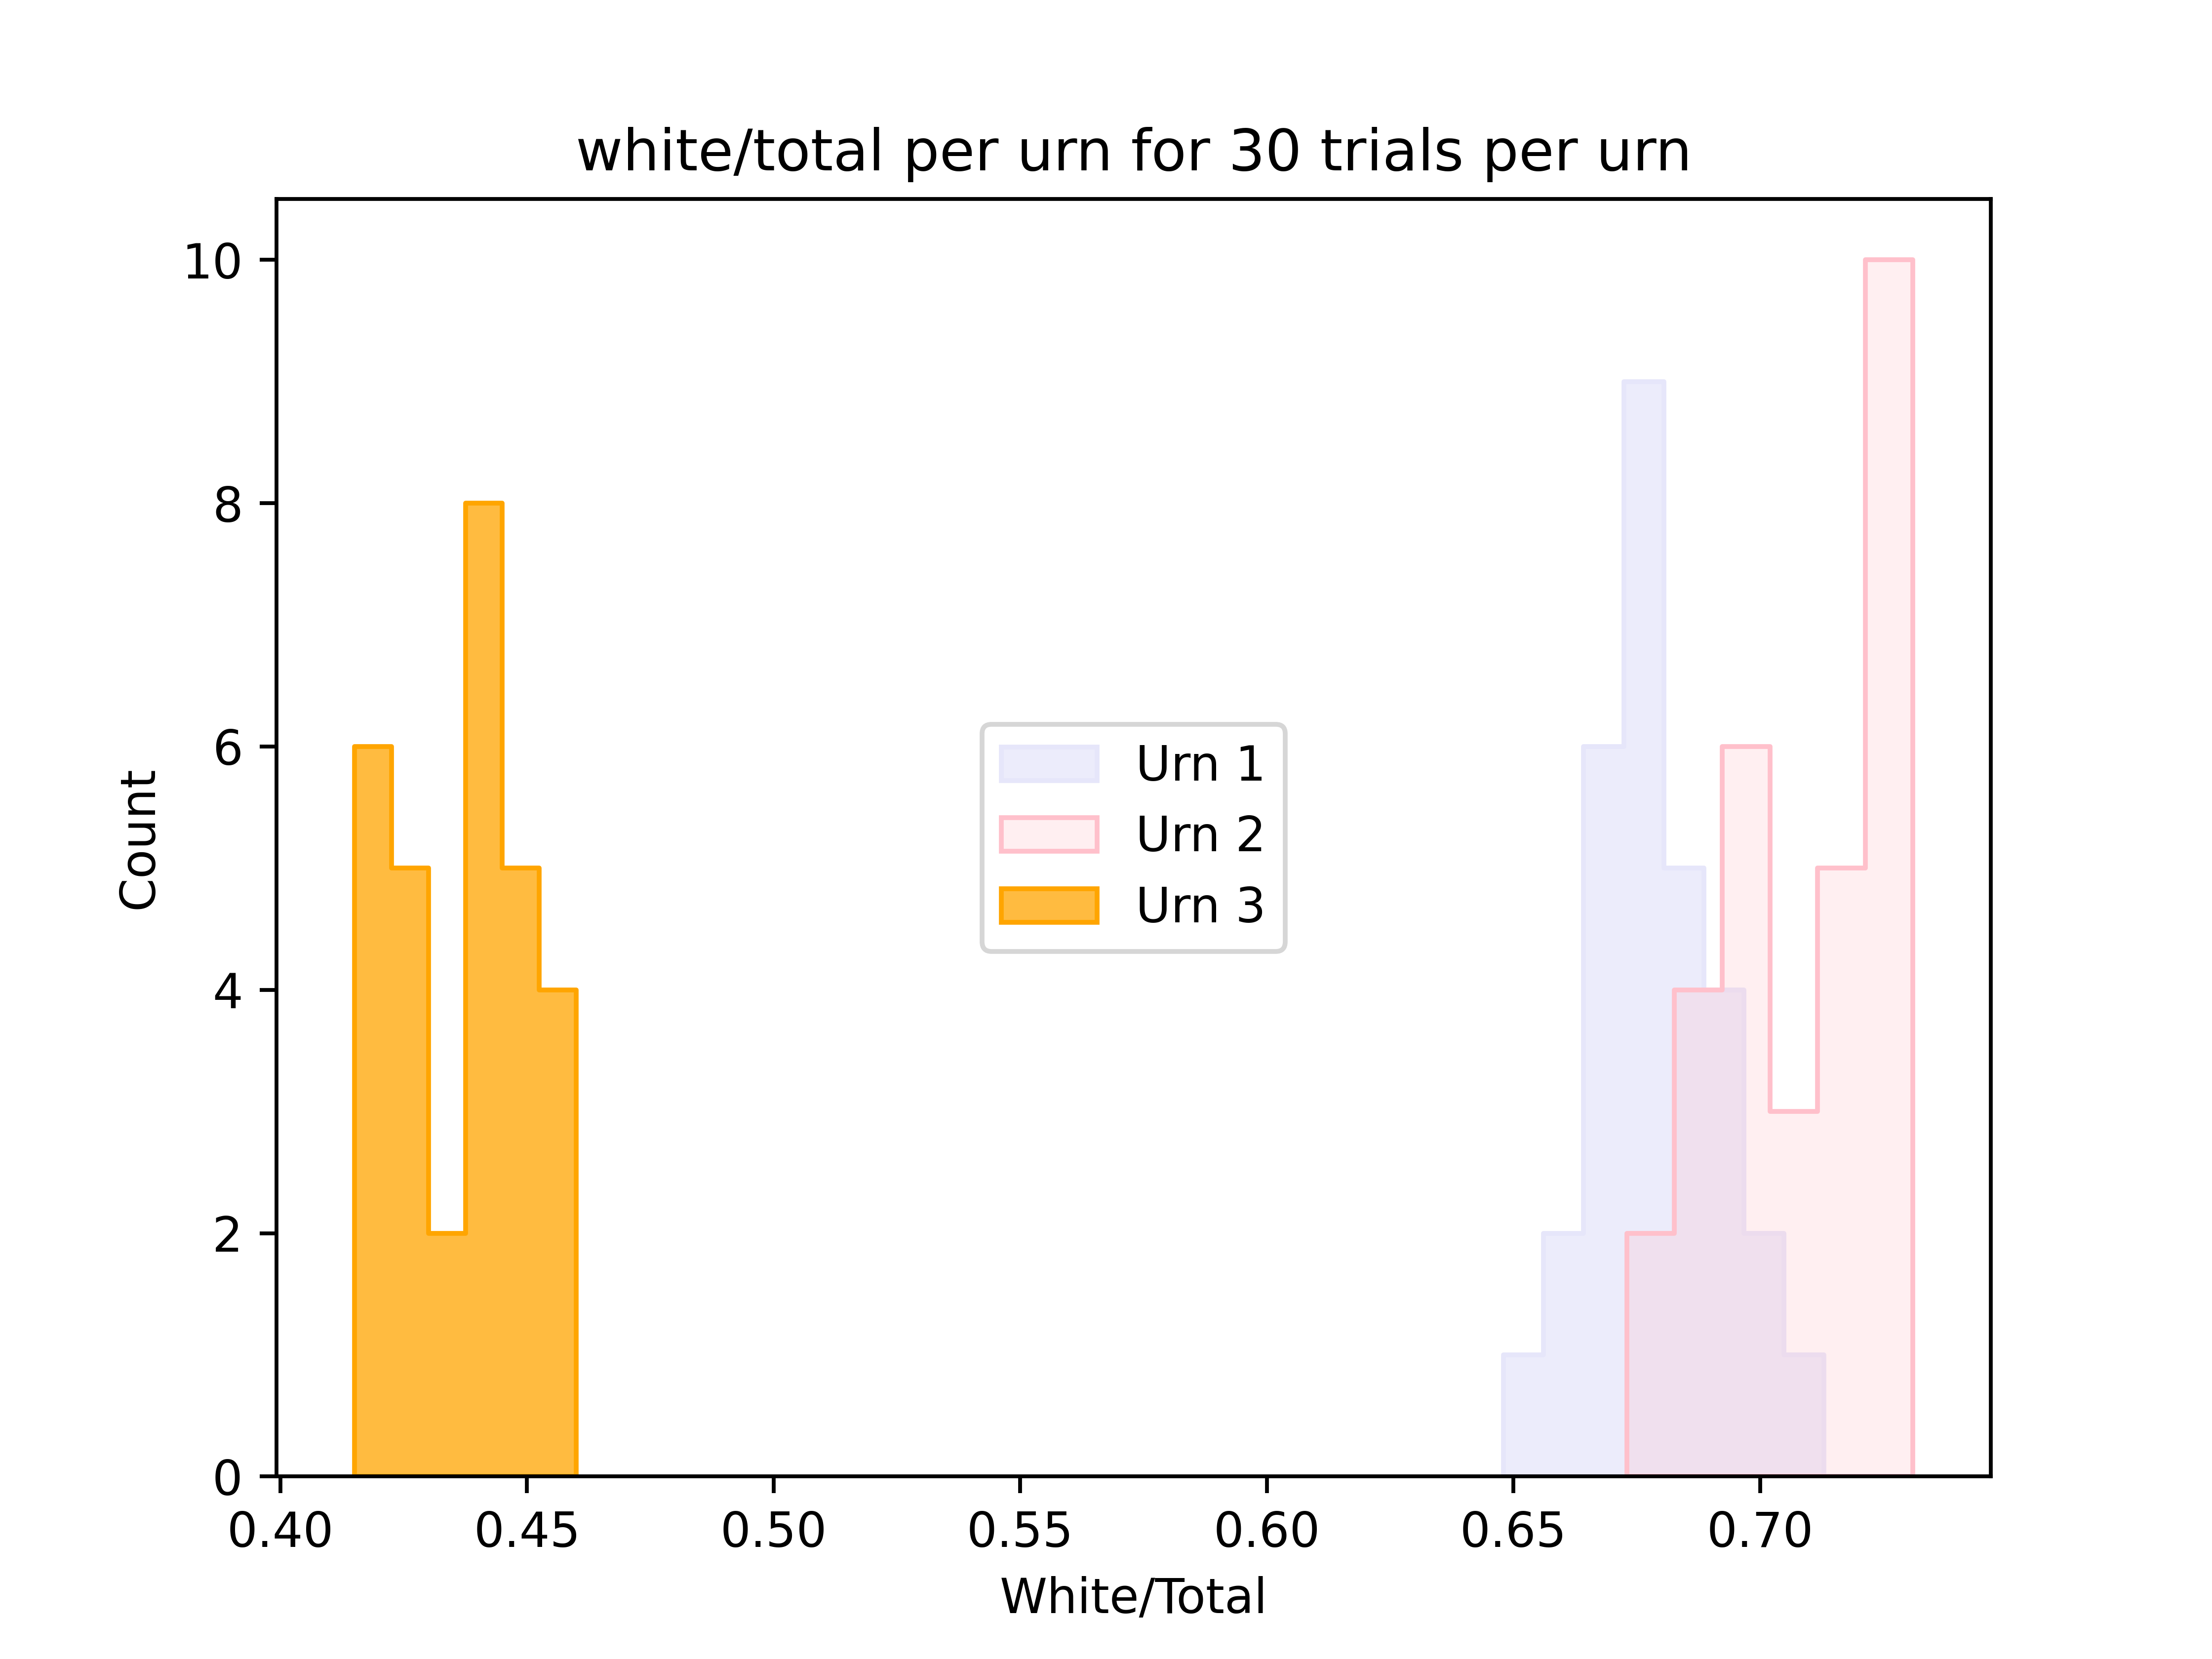 white/total per urn for 30 trials per urn
10
8
6
4
2
0
Count
Urn 1
Urn 2
Urn 3
0.40 0.45 0.50 0.55 0.60 0.65 0.70
White/Total